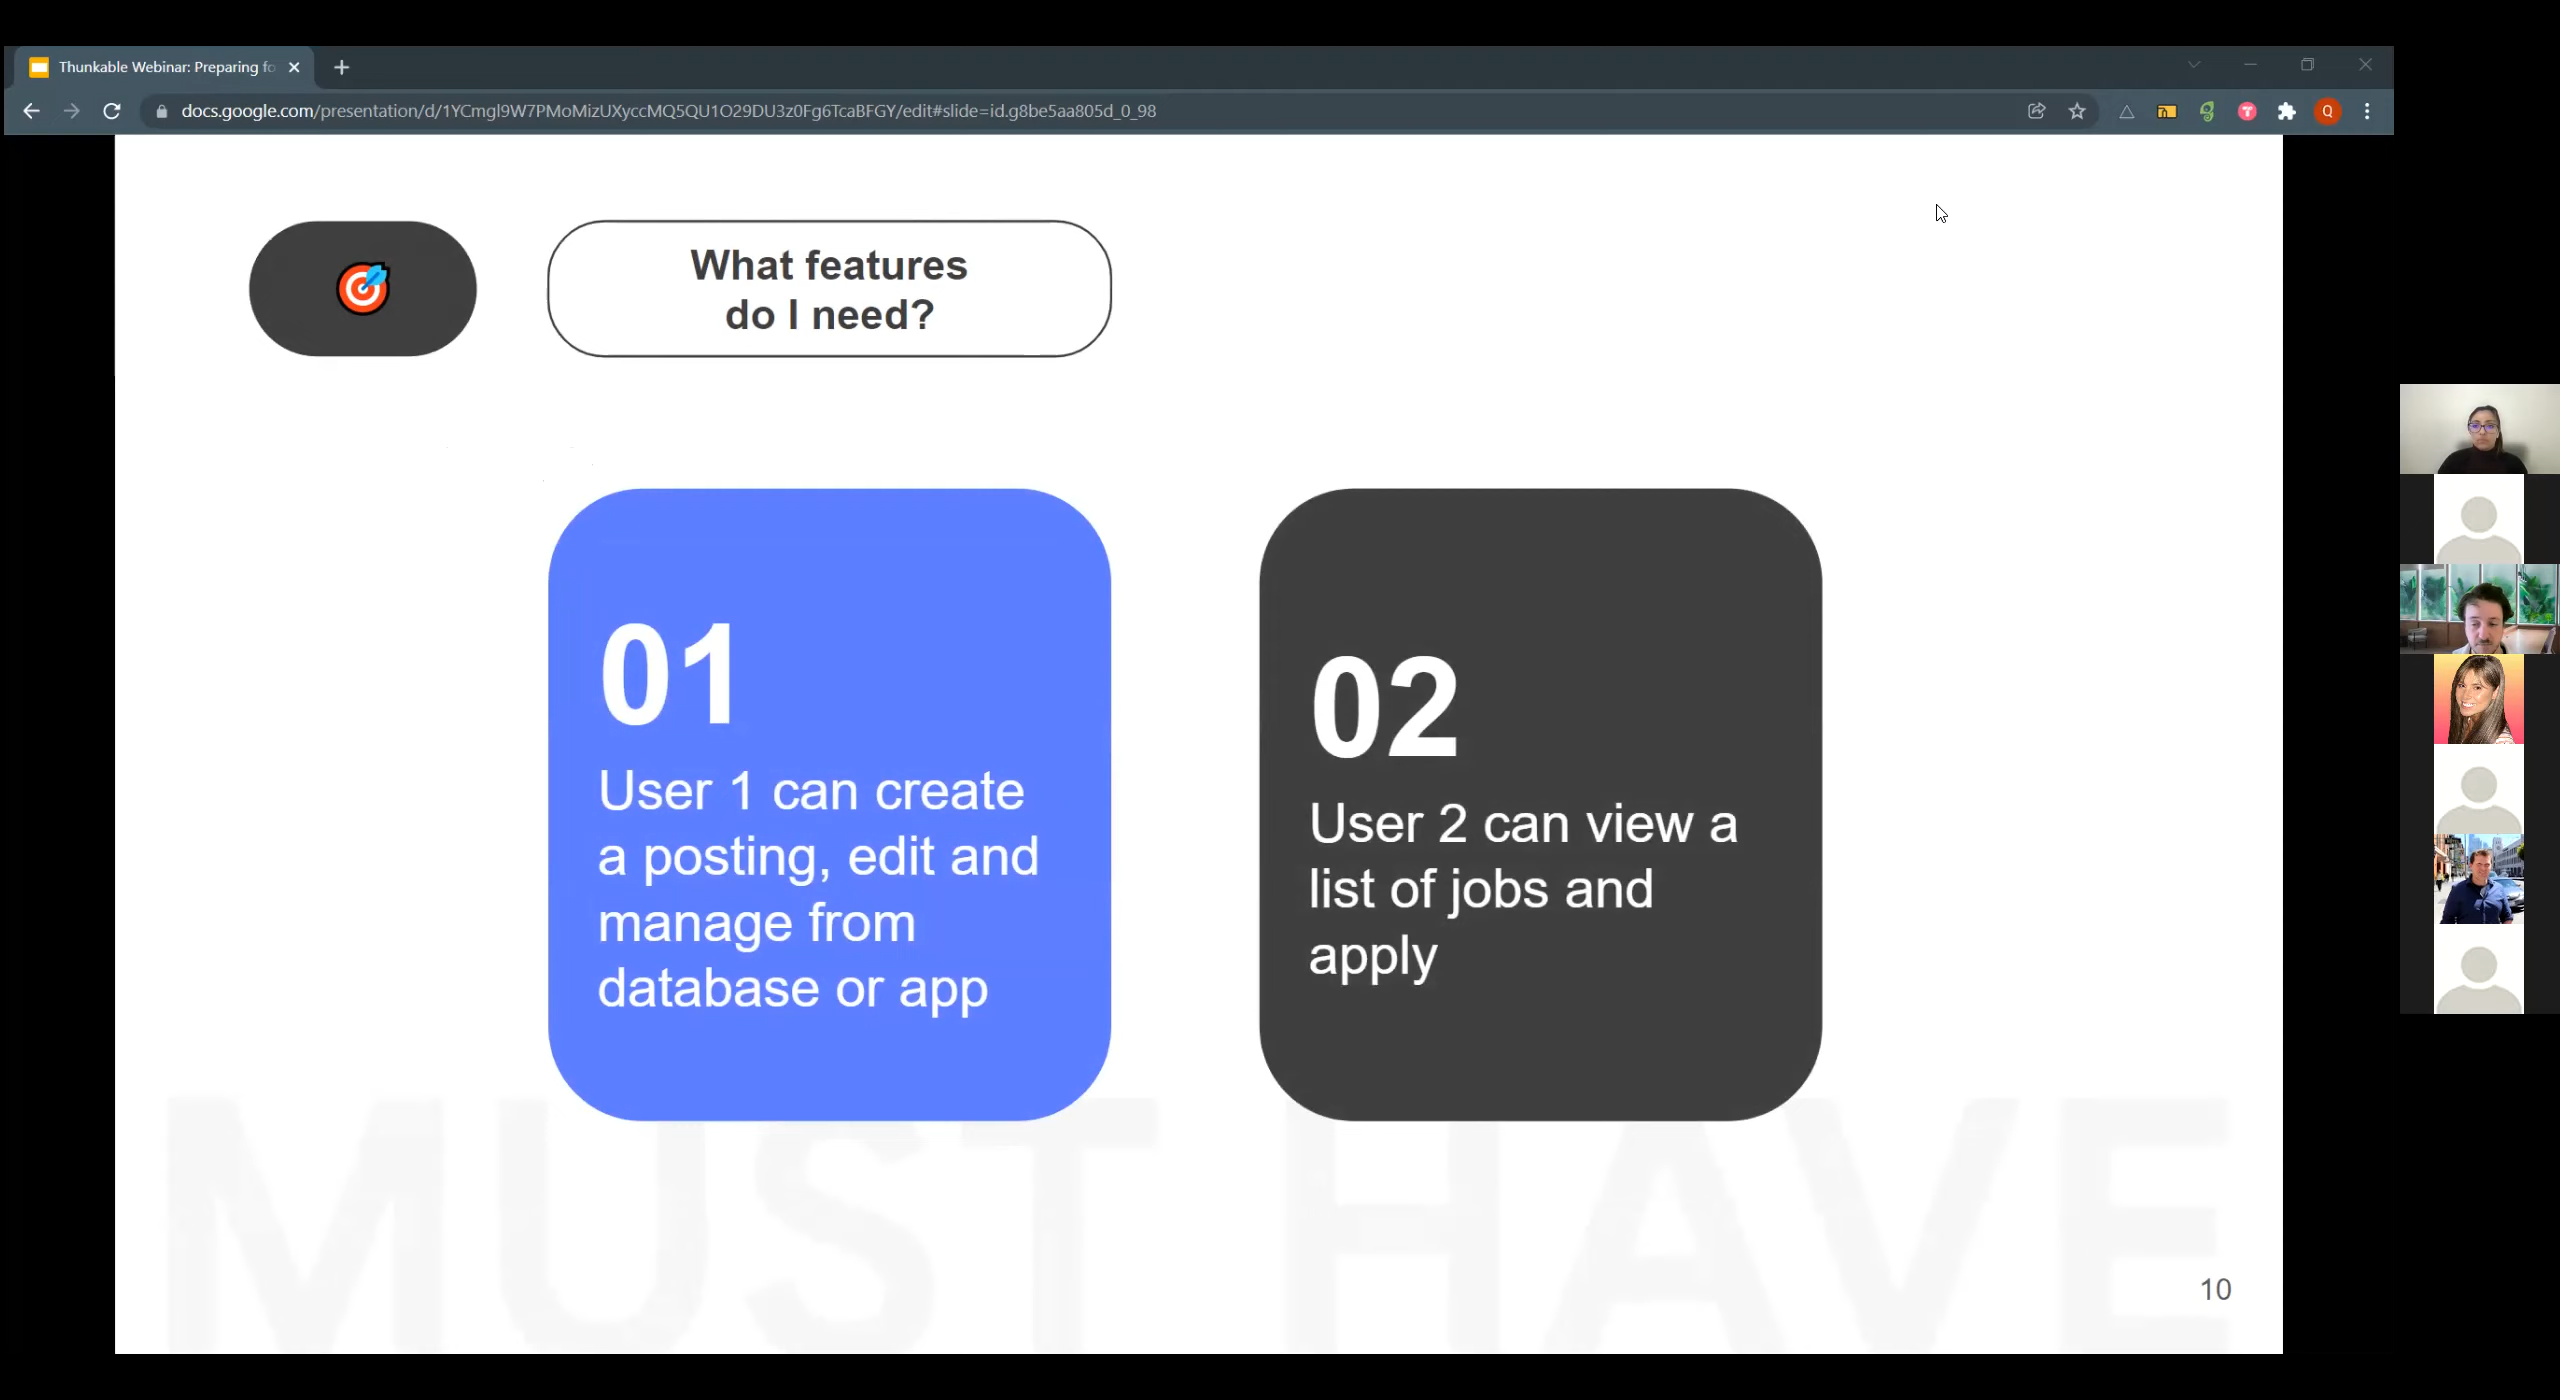 Thunkable Webinar: Preparing fo
docs.google.com/presentation/d/1YCmgl9W7PMoMizUXyccMQ5QU1O29DU3z0Fg6TcaBFGY/edit#slide=id.g8be5aa805d_0_98
Q
What features
do I need?
01
User 1 can create
a posting, edit and
manage from
database or app
02
User 2 can view a
list of jobs and
apply
MUST HAVE
10